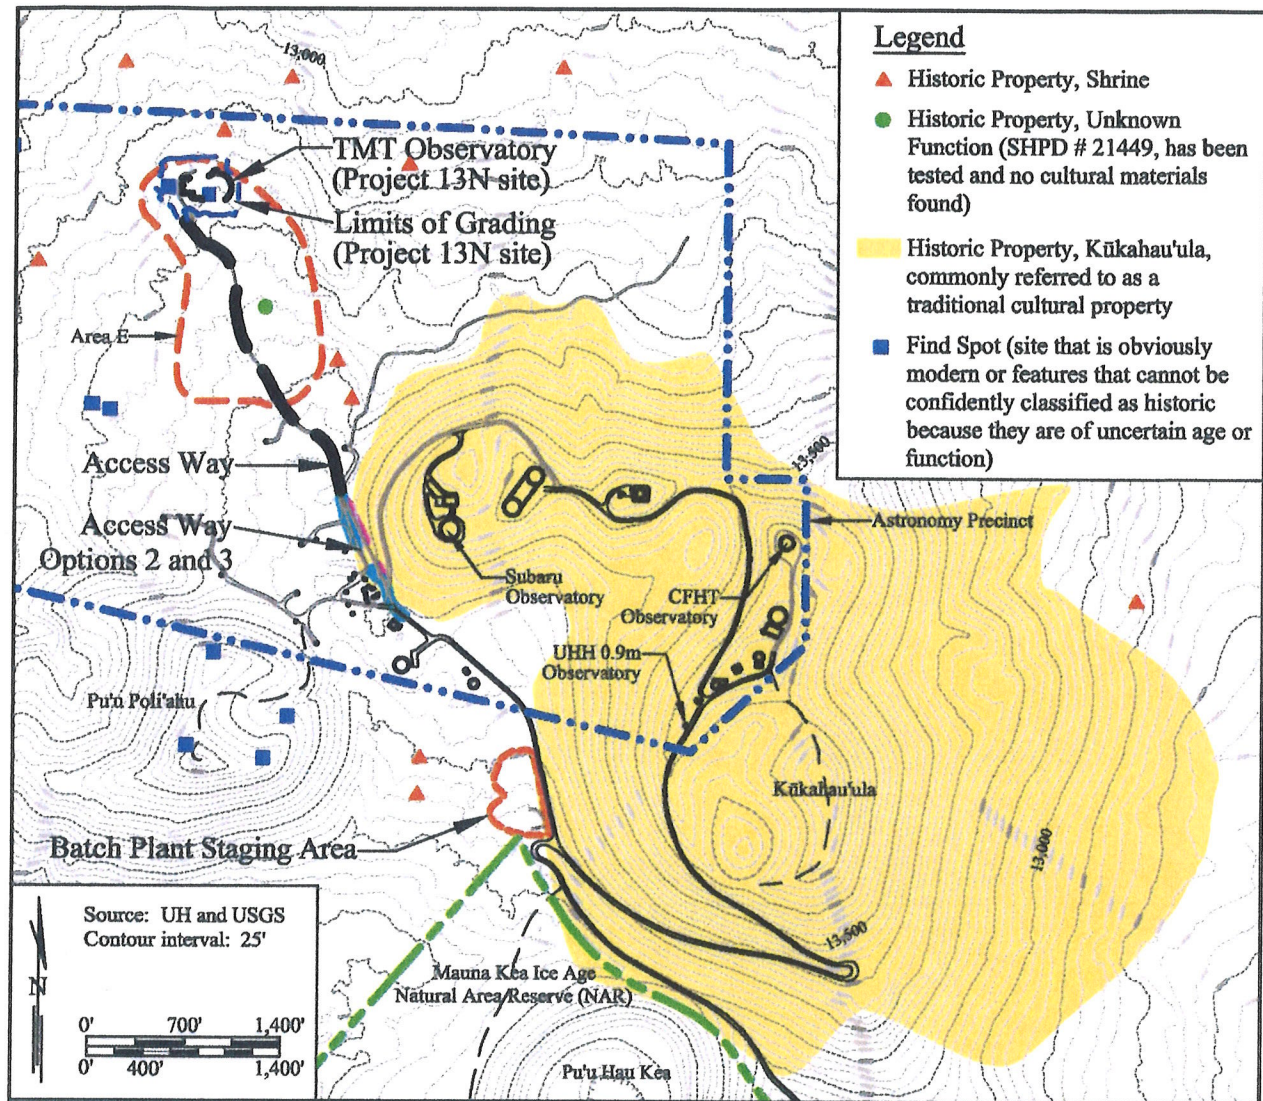 Legend
Historic Property, Shrine
Historic Property, Unknown
Function (SHPD # 21449, has been
tested and no cultural materials
found)
Historic Property, Kūkahau'ula,
commonly referred to as a
traditional cultural property
Find Spot (site that is obviously
modern or features that cannot be
confidently classified as historic
because they are of uncertain age or
function)
13,000
TMT Observatory
(Project 13N site)
Limits of Grading
(Project 13N site)
Area E
Access Way
Access Way
Options 2 and 3
13,500
Astronomy Precinct
Subaru
Observatory
CFHT
Observatory
UHH 0.9m
Observatory
Pu'u Poli'ahu
Kūkahau'ula
Batch Plant Staging Area
13,000
13,500
Mauna Kea Ice Age
Natural Area Reserve (NAR)
Pu'u Hau Kea
Source: UH and USGS
Contour interval: 25'
N
0' 700' 1,400'
0' 400' 1,400'